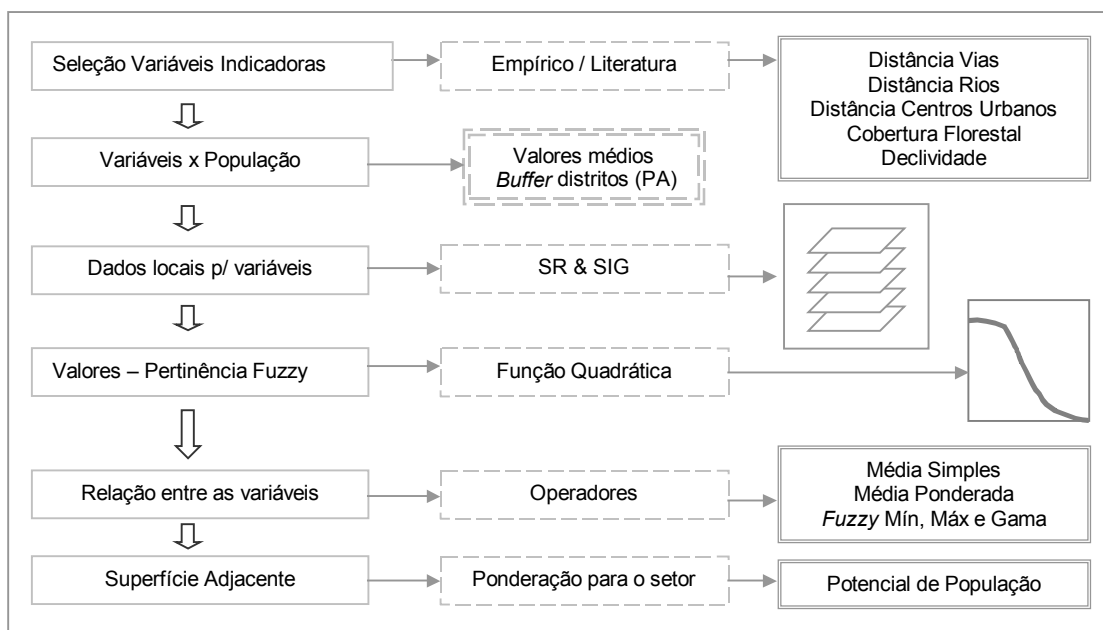 Seleção Variáveis Indicadoras
Empírico / Literatura
Distância Vias
Distância Rios
Distância Centros Urbanos
Cobertura Florestal
Declividade
Variáveis x População
Valores médios
Buffer distritos (PA)
Dados locais p/ variáveis
SR & SIG
Valores – Pertinência Fuzzy
Função Quadrática
Relação entre as variáveis
Operadores
Média Simples
Média Ponderada
Fuzzy Mín, Máx e Gama
Superfície Adjacente
Ponderação para o setor
Potencial de População